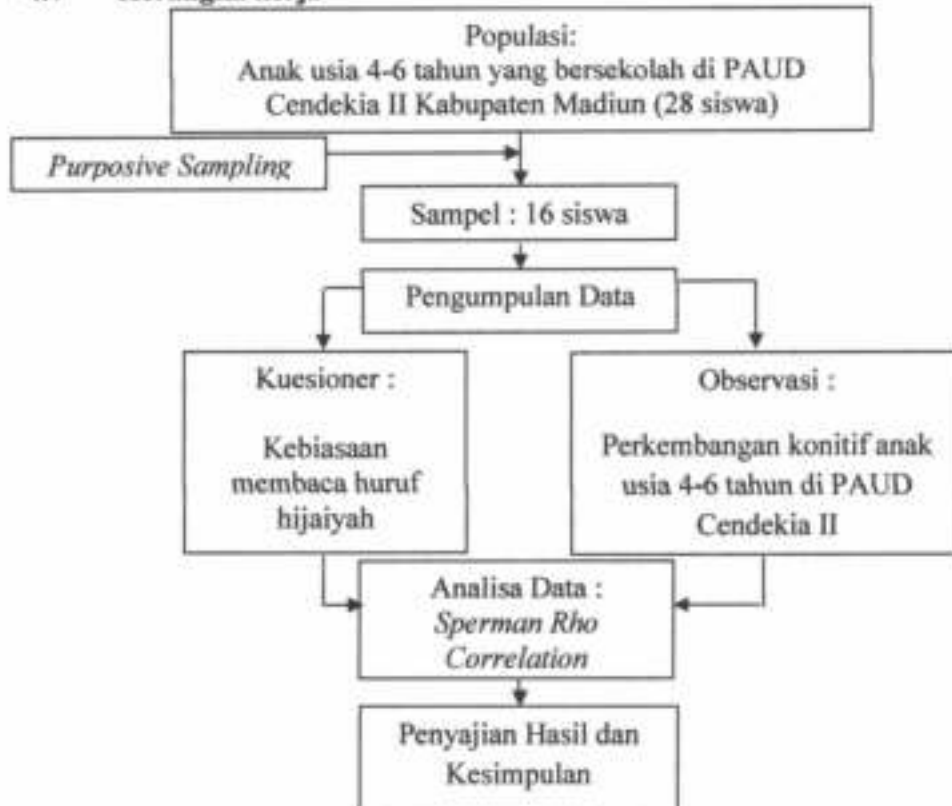 Populasi:
Anak usia 4-6 tahun yang bersekolah di PAUD
Cendekia II Kabupaten Madiun (28 siswa)
Purposive Sampling
Sampel : 16 siswa
Pengumpulan Data
Kuesioner :
Kebiasaan
membaca huruf
hijaiyah
Observasi :
Perkembangan konitif anak
usia 4-6 tahun di PAUD
Cendekia II
Analisa Data :
Sperman Rho
Correlation
Penyajian Hasil dan
Kesimpulan